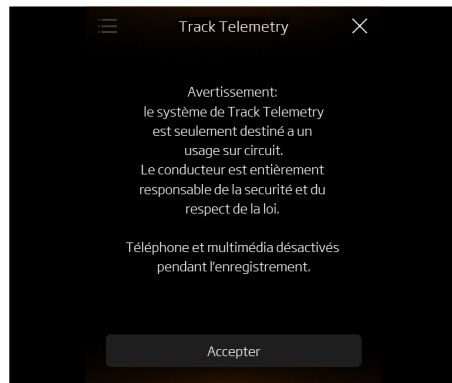 Track Telemetry
Avertissement:
le système de Track Telemetry
est seulement destiné a un
usage sur circuit.
Le conducteur est entièrement
responsable de la securité et du
respect de la loi.
Téléphone et multimédia désactivés
pendant l'enregistrement.
Accepter